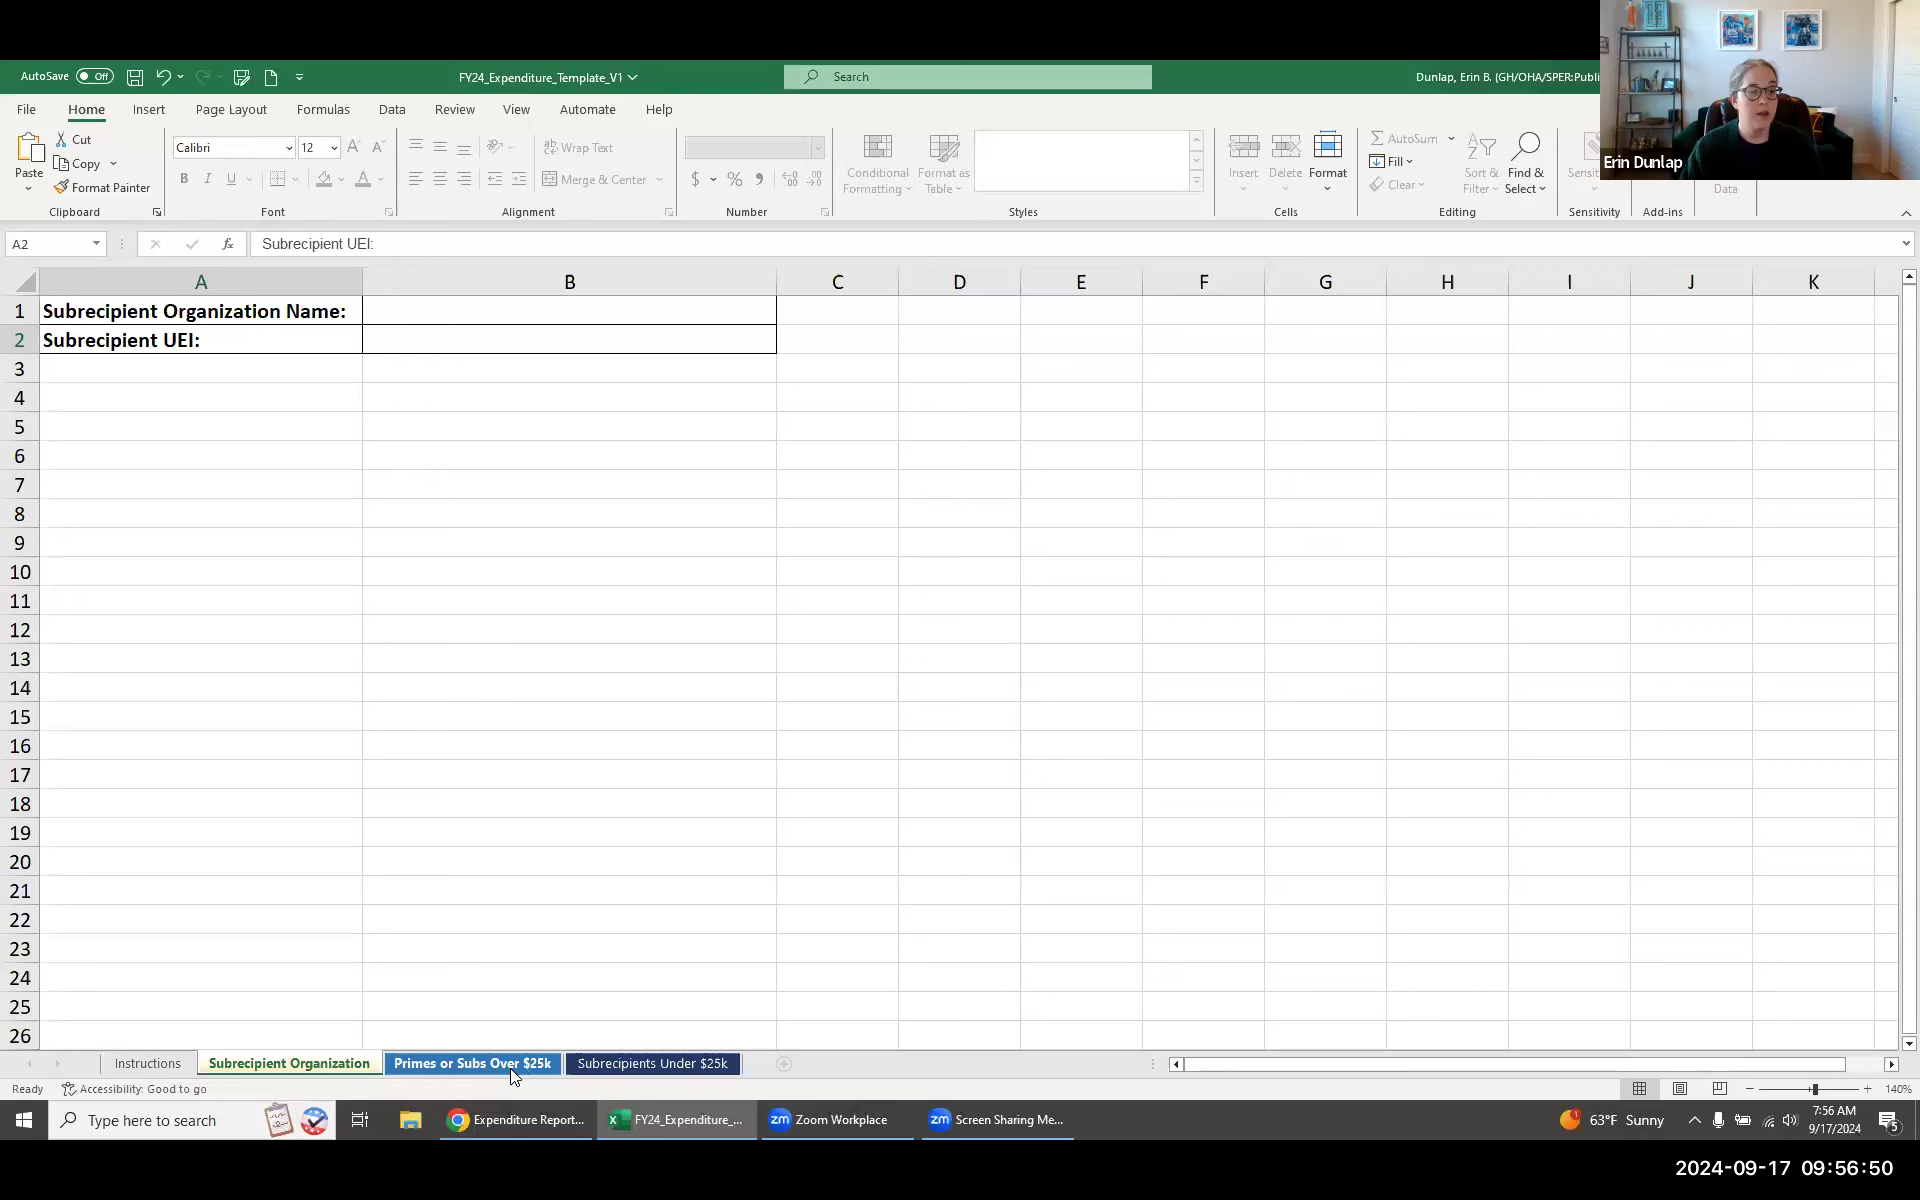 AutoSave Off FY24_Expenditure_Template_V1 Search Dunlap, Erin B. (GH/OHA/SPER:Publi
File Home Insert Page Layout Formulas Data Review View Automate Help
Cut
Copy
Format Painter
Paste
Clipboard
Calibri 12
B I U
Font
Wrap Text
Merge & Center
Alignment
$ % 9
Number
Conditional Formatting
Format as Table
Styles
Insert Delete Format
Cells
AutoSum
Fill
Clear
Sort & Filter
Find & Select
Editing
Sensitivity
Add-ins
Data
Erin Dunlap
A2 fx Subrecipient UEI:
A B C D E F G H I J K
1 Subrecipient Organization Name:
2 Subrecipient UEI:
3
4
5
6
7
8
9
10
11
12
13
14
15
16
17
18
19
20
21
22
23
24
25
26
Instructions Subrecipient Organization Primes or Subs Over $25k Subrecipients Under $25k
Ready Accessibility: Good to go 140%
Type here to search Expenditure Report... FY24_Expenditure_... zm Zoom Workplace zm Screen Sharing Me... 63°F Sunny 7:56 AM
9/17/2024 5
2024-09-17 09:56:50